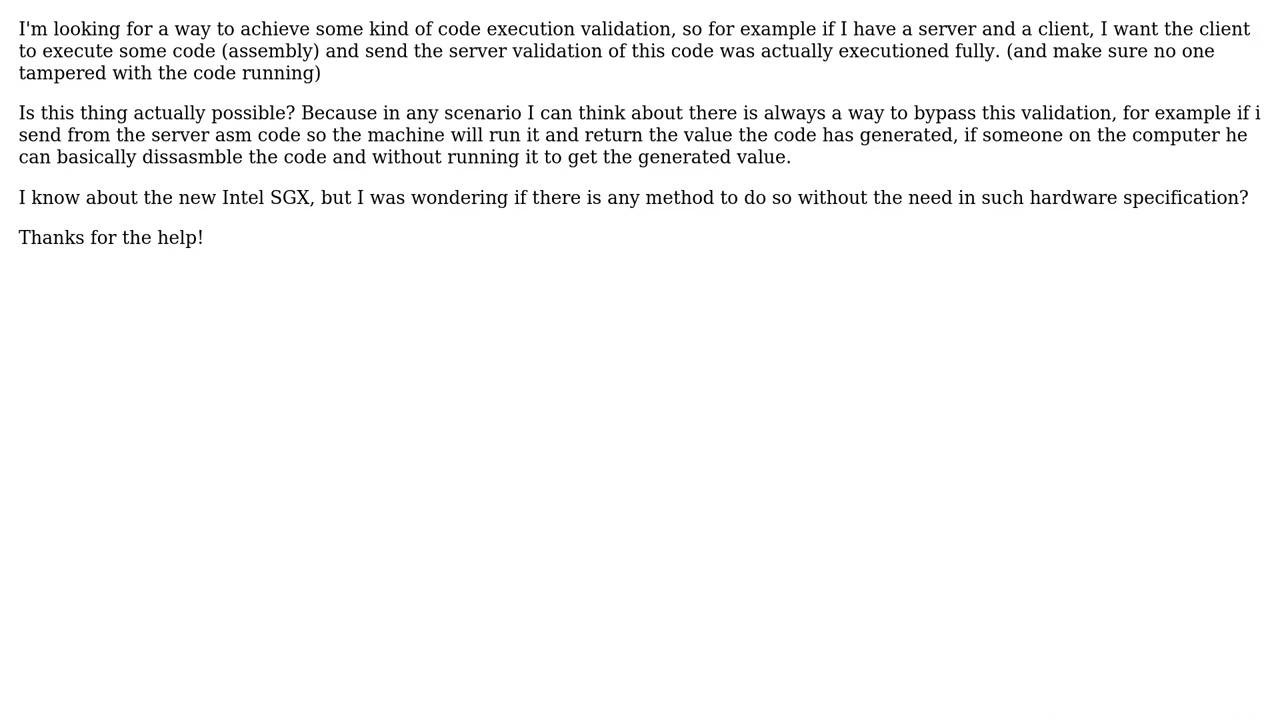 I'm looking for a way to achieve some kind of code execution validation, so for example if I have a server and a client, I want the client
to execute some code (assembly) and send the server validation of this code was actually executioned fully. (and make sure no one
tampered with the code running)
Is this thing actually possible? Because in any scenario I can think about there is always a way to bypass this validation, for example if i
send from the server asm code so the machine will run it and return the value the code has generated, if someone on the computer he
can basically dissasmble the code and without running it to get the generated value.
I know about the new Intel SGX, but I was wondering if there is any method to do so without the need in such hardware specification?
Thanks for the help!